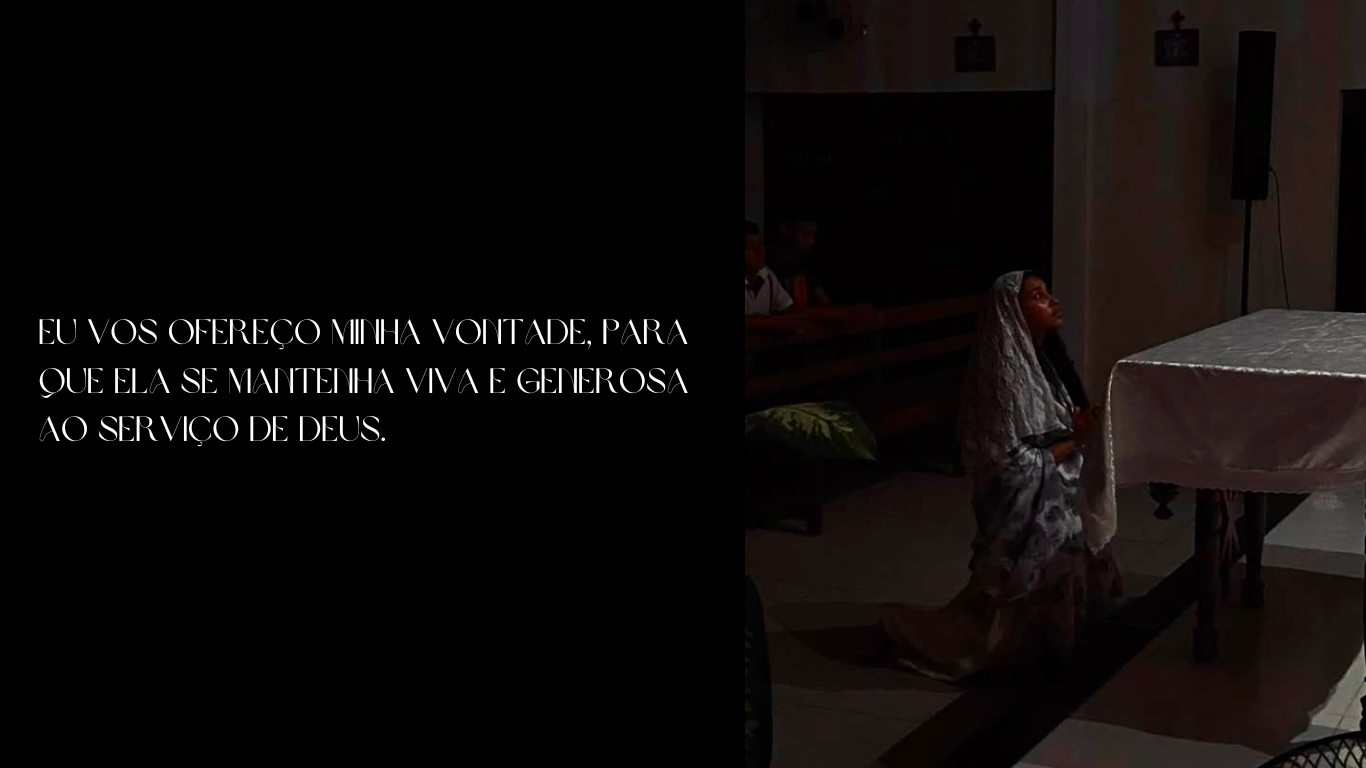 EU VOS OFEREÇO MINHA VONTADE, PARA
QUE ELA SE MANTENHA VIVA E GENEROSA
AO SERVIÇO DE DEUS.